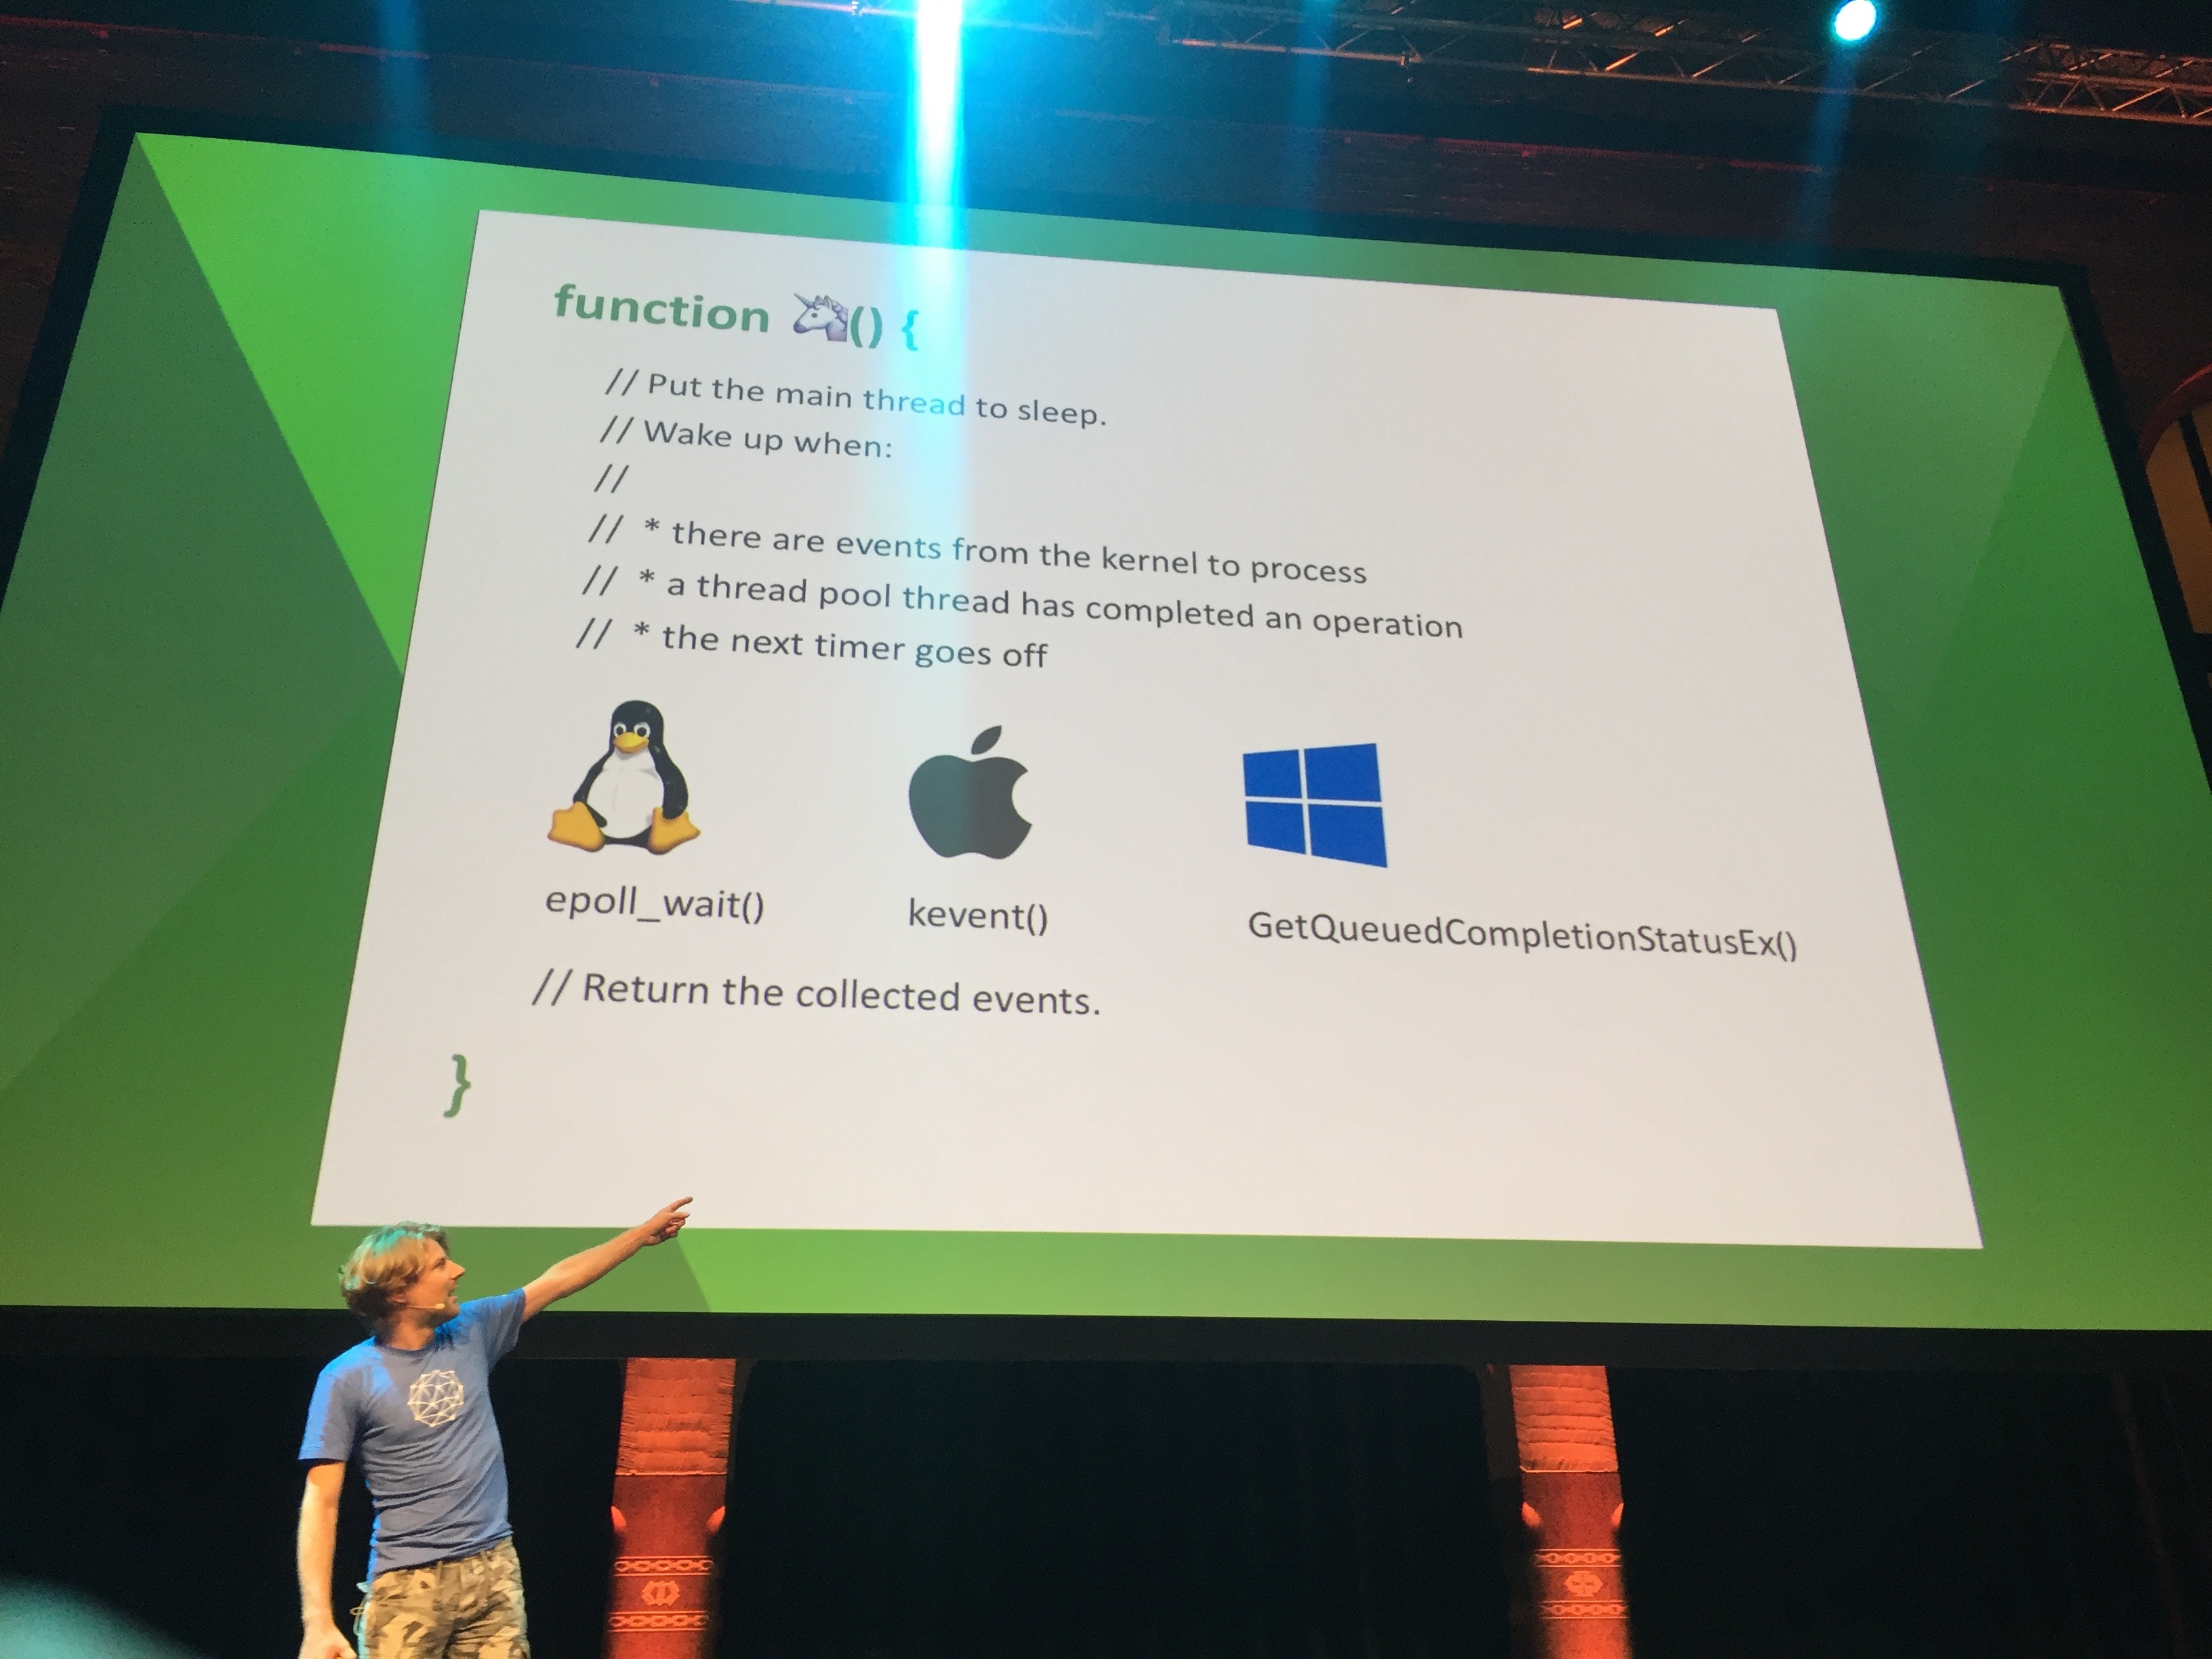 function 🦄() {
// Put the main thread to sleep.
// Wake up when:
//
// * there are events from the kernel to process
// * a thread pool thread has completed an operation
// * the next timer goes off
epoll_wait() kevent() GetQueuedCompletionStatusEx()
// Return the collected events.
}